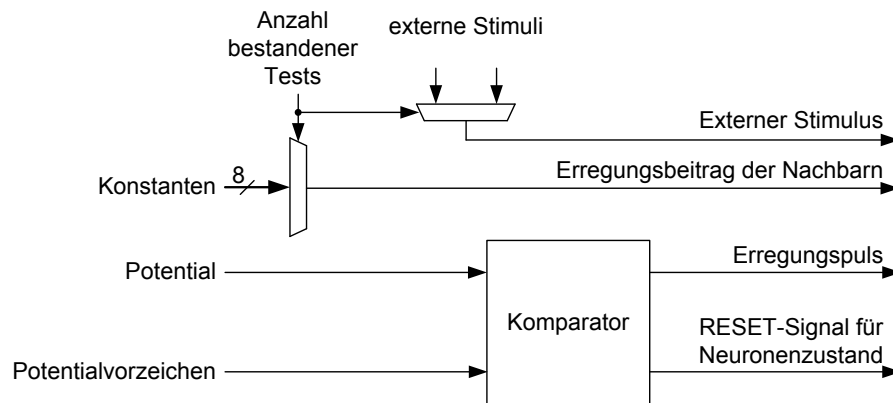 Anzahl
bestandener
Tests
externe Stimuli
Externer Stimulus
8
Konstanten
Erregungsbeitrag der Nachbarn
Potential
Erregungspuls
Komparator
RESET-Signal für
Neuronenzustand
Potentialvorzeichen